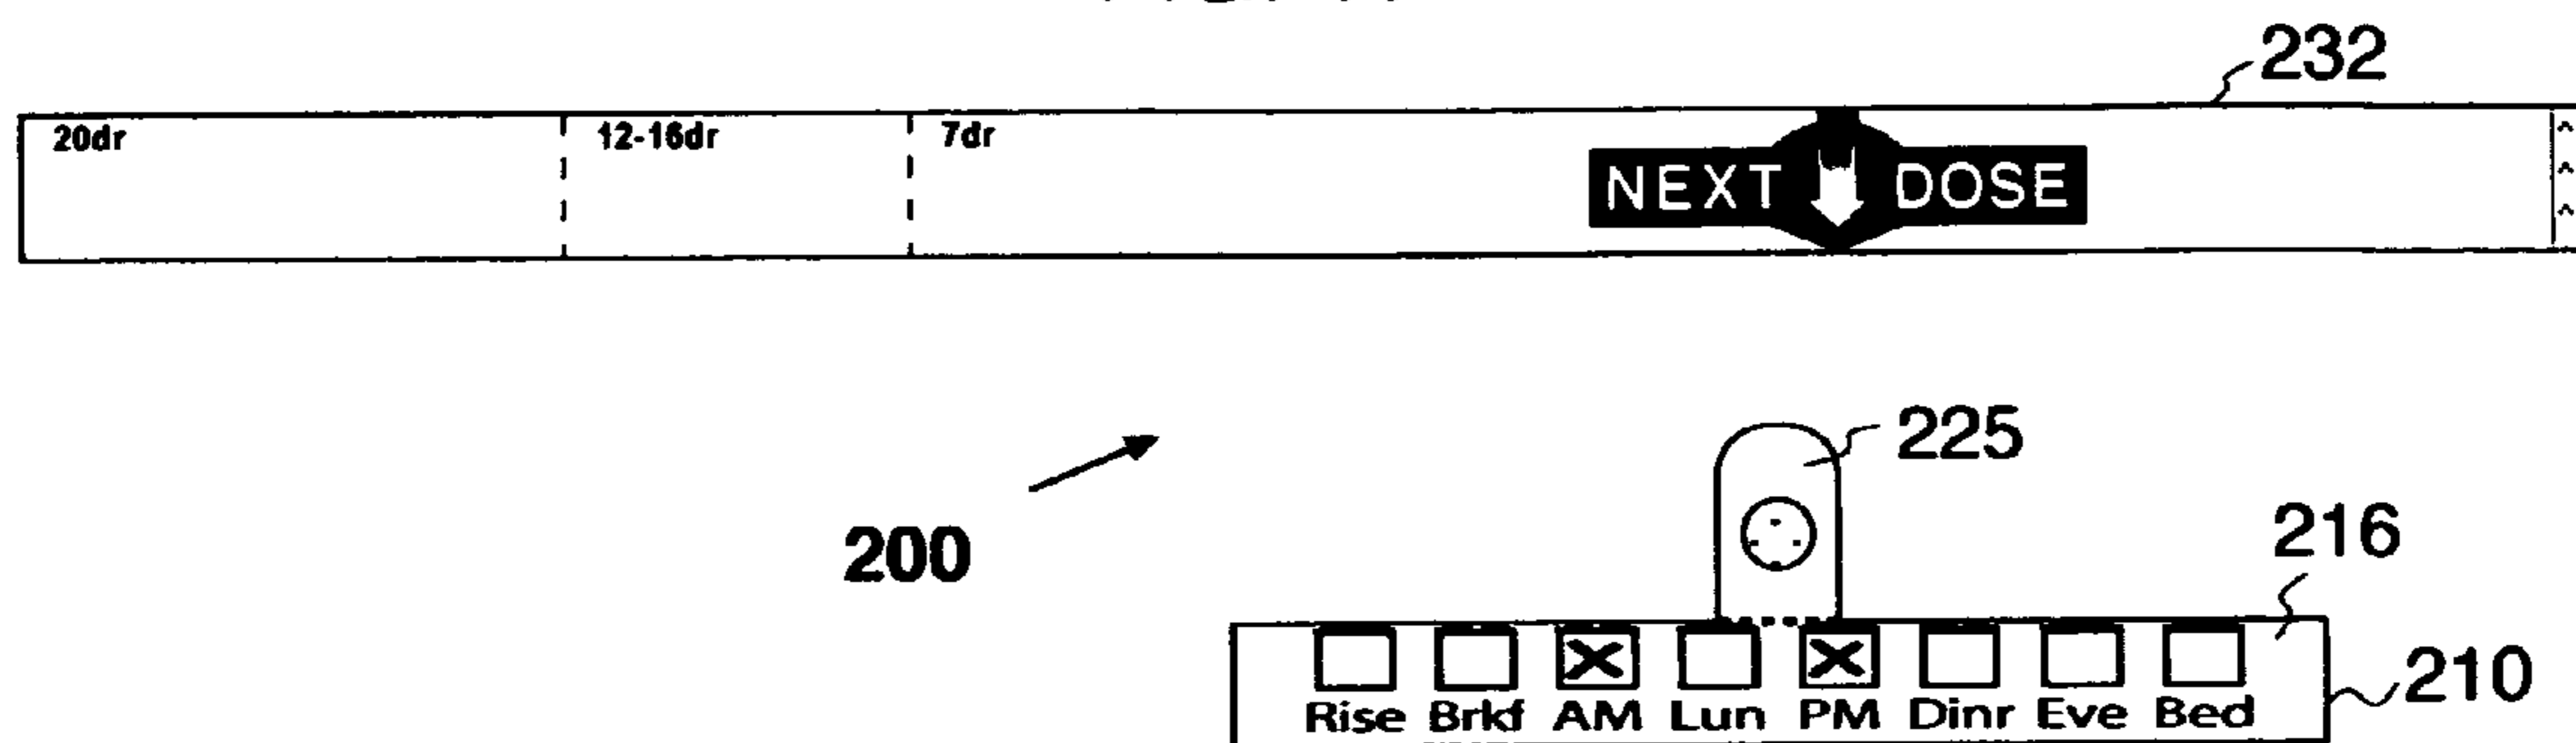 232
20dr 12-16dr 7dr
NEXT DOSE
225
200
216
210
Rise Brkf AM Lun PM Dinr Eve Bed